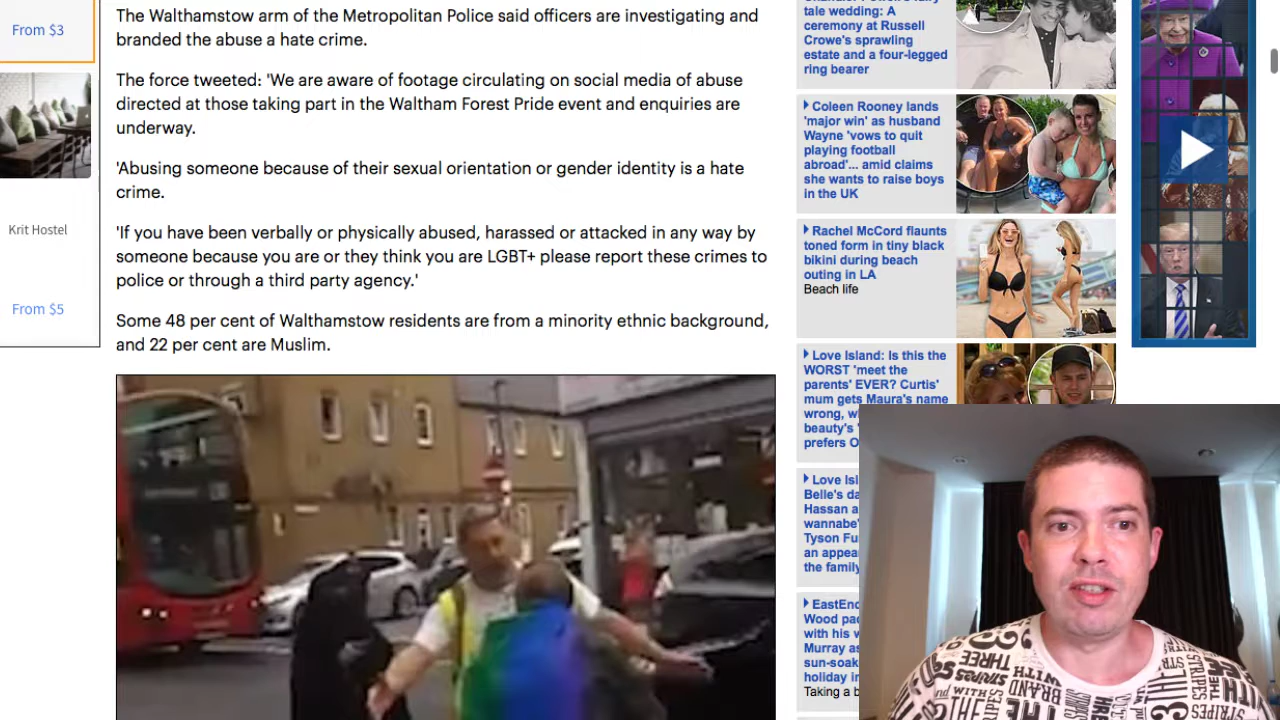 From $3
Krit Hostel
From $5
The Walthamstow arm of the Metropolitan Police said officers are investigating and
branded the abuse a hate crime.
The force tweeted: 'We are aware of footage circulating on social media of abuse
directed at those taking part in the Waltham Forest Pride event and enquiries are
underway.
'Abusing someone because of their sexual orientation or gender identity is a hate
crime.
'If you have been verbally or physically abused, harassed or attacked in any way by
someone because you are or they think you are LGBT+ please report these crimes to
police or through a third party agency.'
Some 48 per cent of Walthamstow residents are from a minority ethnic background,
and 22 per cent are Muslim.
tale wedding: A
ceremony at Russell
Crowe's sprawling
estate and a four-legged
ring bearer
Coleen Rooney lands
'major win' as husband
Wayne 'vows to quit
playing football
abroad'... amid claims
she wants to raise boys
in the UK
Rachel McCord flaunts
toned form in tiny black
bikini during beach
outing in LA
Beach life
Love Island: Is this the
WORST 'meet the
parents' EVER? Curtis'
mum gets Maura's name
wrong, w
beauty's '
prefers O
Love Isl
Belle's da
Hassan a
wannabe'
Tyson Fu
an appea
the family
EastEnd
Wood pa
with his w
Murray as
sun-soak
holiday in
Taking a b
THREE
STRIPES
WITH
BRAND
THE